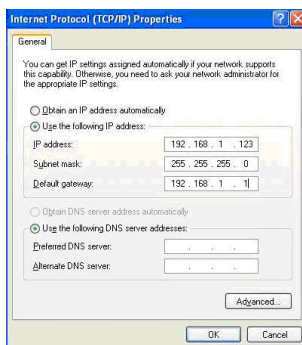 Internet Protocol (TCP/IP) Properties
General
You can get IP settings assigned automatically if your network supports
this capability. Otherwise, you need to ask your network administrator for
the appropriate IP settings.
Obtain an IP address automatically
Use the following IP address:
IP address: 192 . 168 . 1 . 123
Subnet mask: 255 . 255 . 255 . 0
Default gateway: 192 . 168 . 1 . 1
Obtain DNS server address automatically
Use the following DNS server addresses:
Preferred DNS server: . . .
Alternate DNS server: . . .
Advanced...
OK Cancel